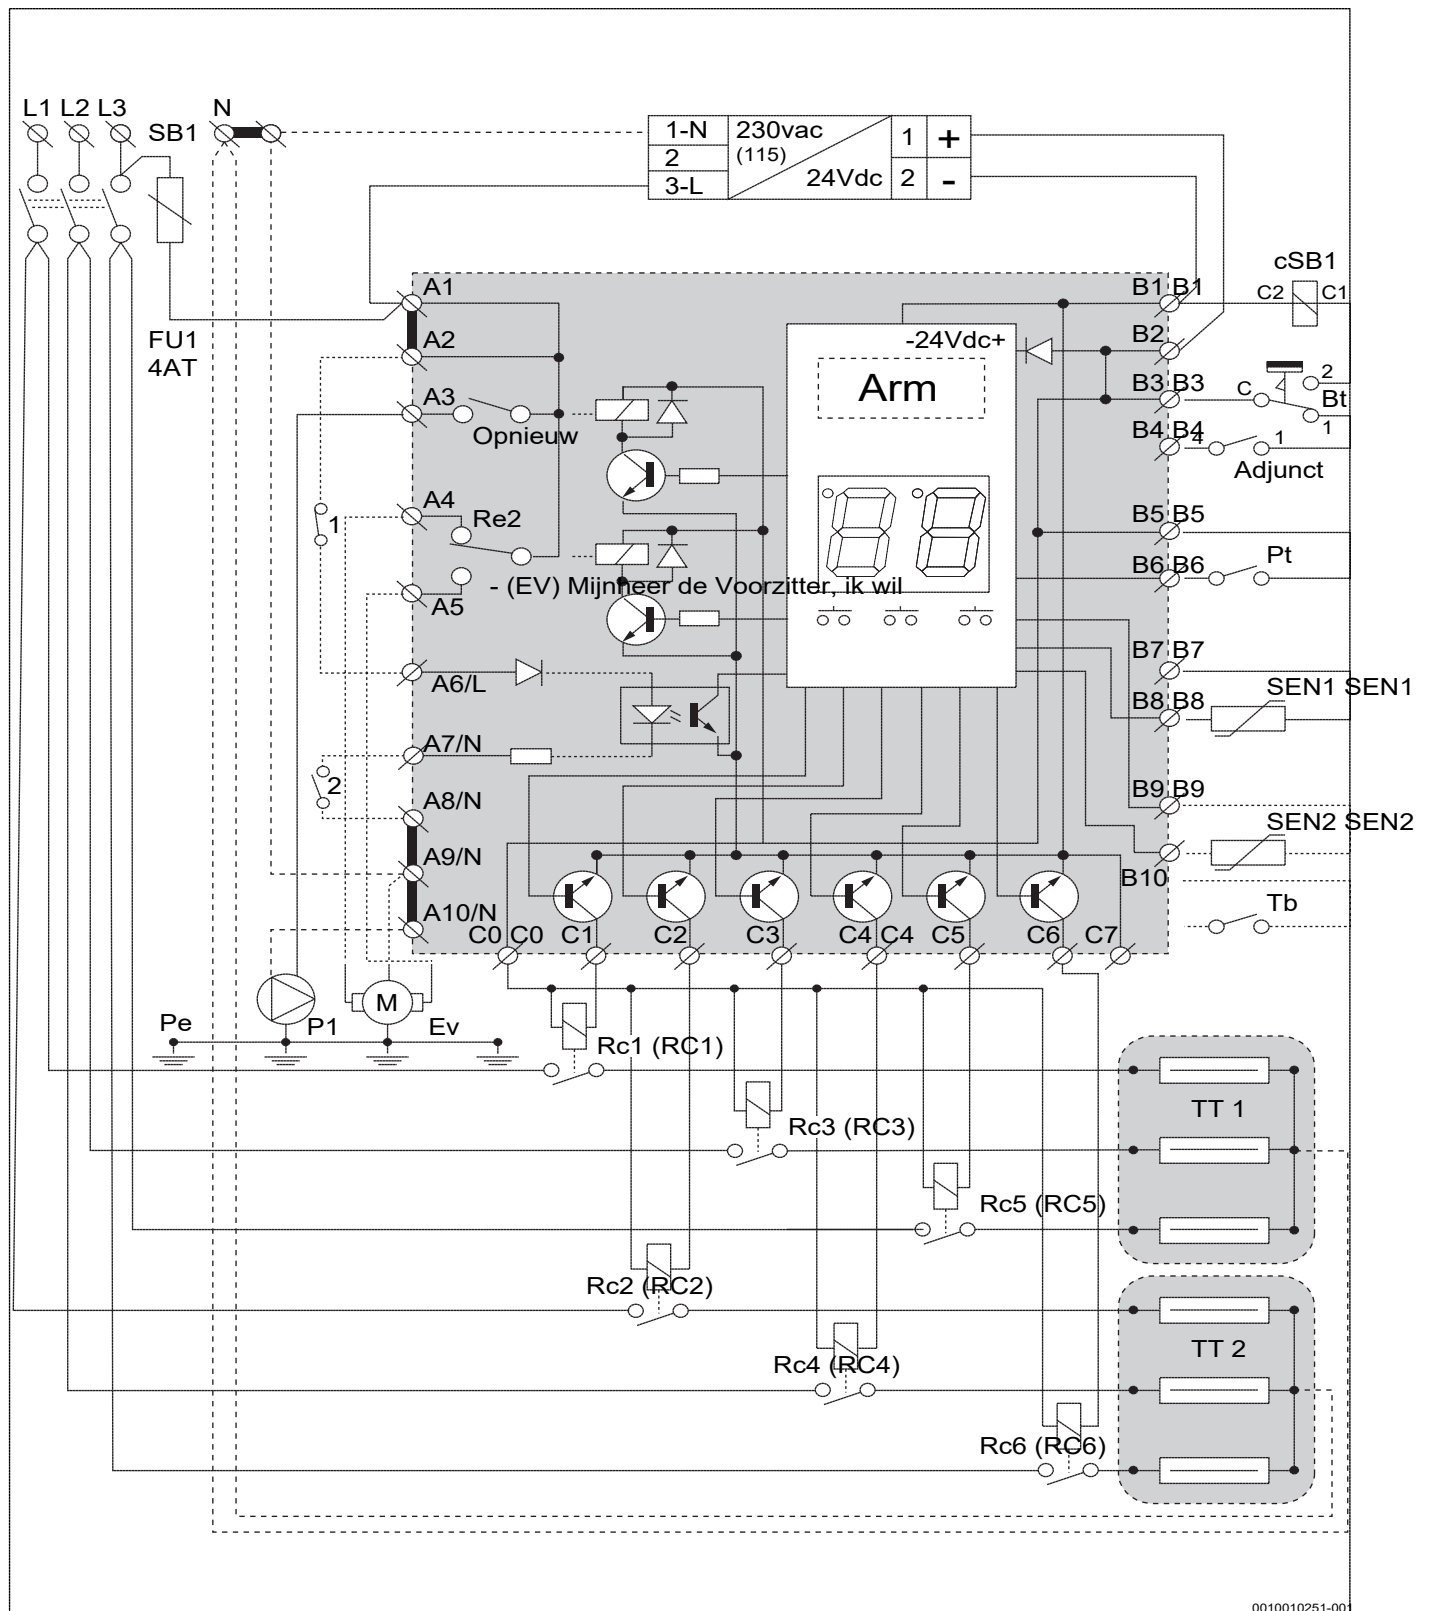 L1 L2 L3
SB1
N
1-N
2
3-L
230vac
(115)
24Vdc
1 +
2 -
FU1
4AT
cSB1
C2 C1
A1
A2
A3
Opnieuw
A4
Re2
A5
- (EV) Mijnheer de Voorzitter, ik wil
A6/L
A7/N
A8/N
A9/N
A10/N
1
2
-24Vdc+
Arm
B1 B1
B2
B3 B3
B4 B4
B5 B5
B6 B6
B7 B7
B8 B8
B9 B9
B10
C
2
Bt
1
4
1
Adjunct
Pt
SEN1 SEN1
SEN2 SEN2
Tb
C0 C0 C1 C2 C3 C4 C4 C5 C6 C7
Pe
P1
M
Ev
Rc1 (RC1)
Rc3 (RC3)
Rc5 (RC5)
Rc2 (RC2)
Rc4 (RC4)
Rc6 (RC6)
TT 1
TT 2
0010010251-001